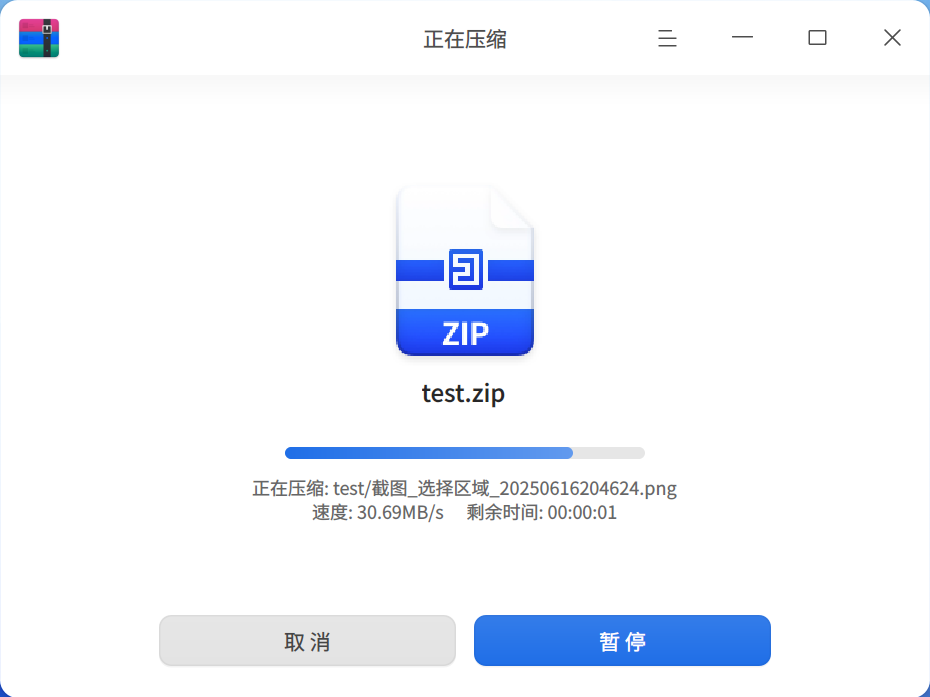 正在压缩
ZIP
test.zip
正在压缩: test/截图_选择区域_20250616204624.png
速度: 30.69MB/s 剩余时间: 00:00:01
取消 暂停